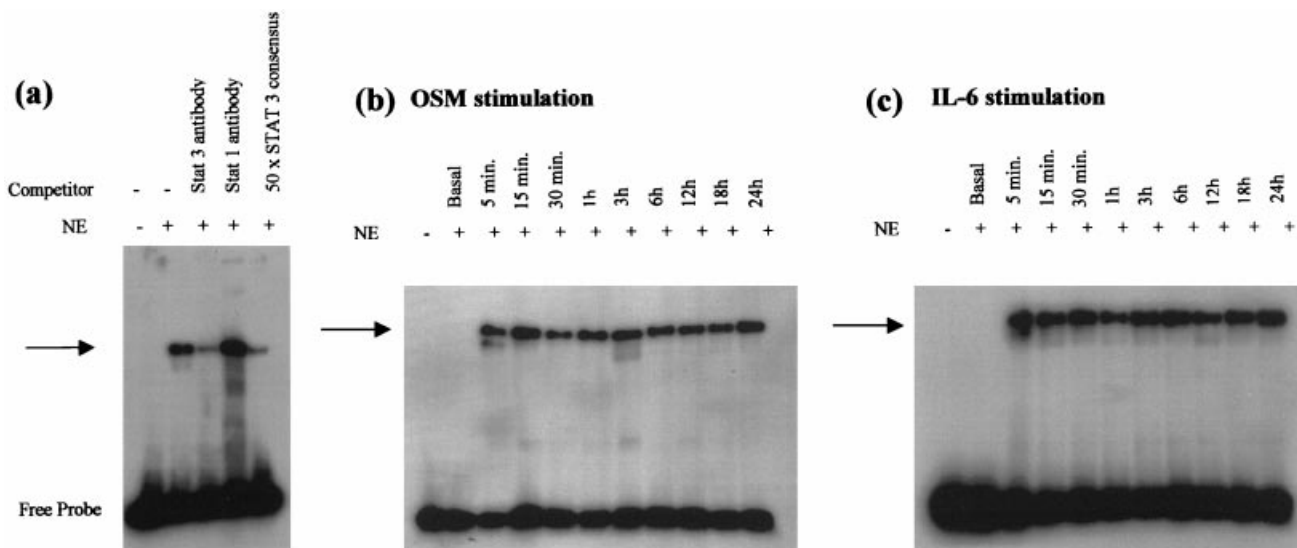 (a)
Competitor
- - Stat 3 antibody Stat 1 antibody 50 x STAT 3 consensus
NE - + + + +
Free Probe
(b) OSM stimulation
Basal 5 min. 15 min. 30 min. 1h 3h 6h 12h 18h 24h
NE - + + + + + + + + + +
(c) IL-6 stimulation
Basal 5 min. 15 min. 30 min. 1h 3h 6h 12h 18h 24h
NE - + + + + + + + + + +